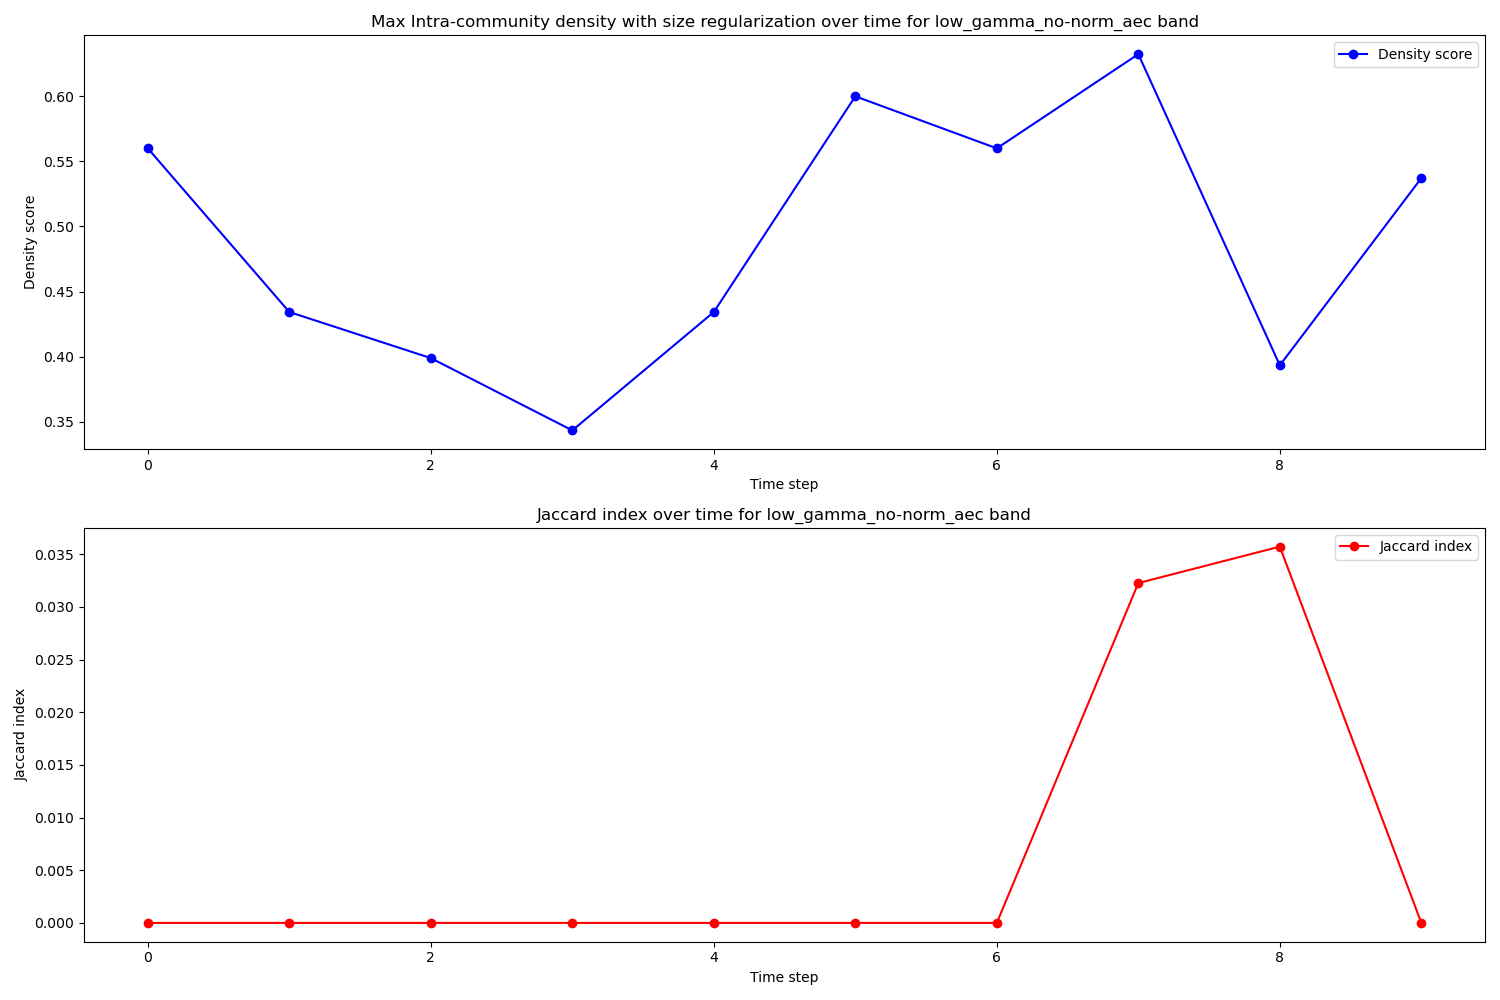 Max Intra-community density with size regularization over time for low_gamma_no-norm_aec band
Density score
0.60
0.55
0.50
0.45
0.40
0.35
Density score
0 2 4 6 8
Time step
Jaccard index over time for low_gamma_no-norm_aec band
Jaccard index
0.035
0.030
0.025
0.020
0.015
0.010
0.005
0.000
Jaccard index
0 2 4 6 8
Time step